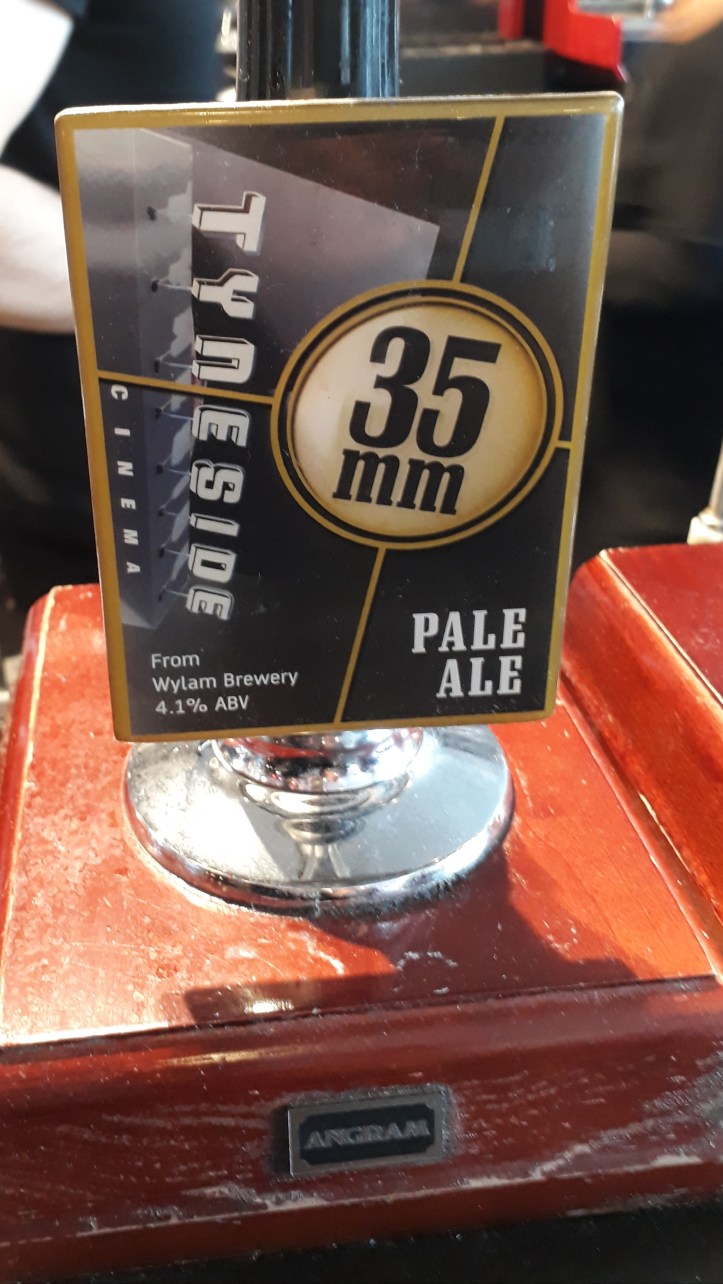 TYNESIDE
CINEMA
35
mm
PALE
ALE
From
Wylam Brewery
4.1% ABV
ANGRAM